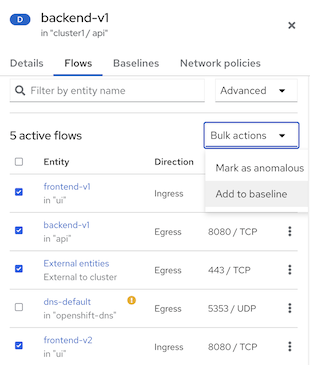 D
backend-v1
in "cluster1 / api"
Details Flows Baselines Network policies
Filter by entity name
Advanced
5 active flows
Bulk actions
Mark as anomalous
Add to baseline
Entity Direction
frontend-v1
in "ui"
Ingress
backend-v1
in "api"
Egress
8080 / TCP
External entities
External to cluster
Egress
443 / TCP
dns-default
in "openshift-dns"
Egress
5353 / UDP
frontend-v2
in "ui"
Ingress
8080 / TCP